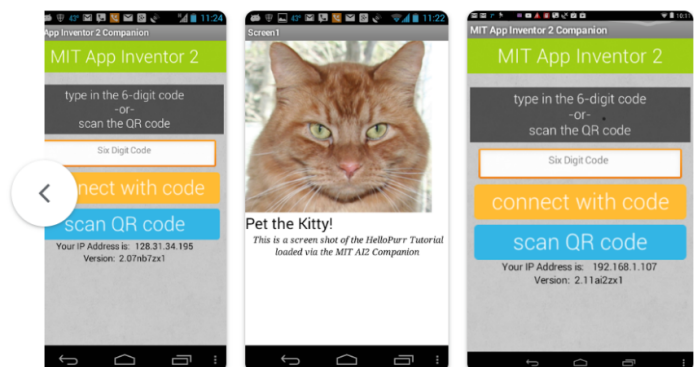 43° 11:24
App Inventor 2 Companion
MIT App Inventor 2
type in the 6-digit code
-or-
scan the QR code
Six Digit Code
nnect with code
scan QR code
Your IP Address is: 128.31.34.195
Version: 2.07nb7zx1
43° 11:22
Screen1
Pet the Kitty!
This is a screen shot of the HelloPurr Tutorial
loaded via the MIT AI2 Companion
10:11
MIT App Inventor 2 Companion
MIT App Inventor 2
type in the 6-digit code
-or-
scan the QR code
Six Digit Code
connect with code
scan QR code
Your IP Address is: 192.168.1.107
Version: 2.11ai2zx1